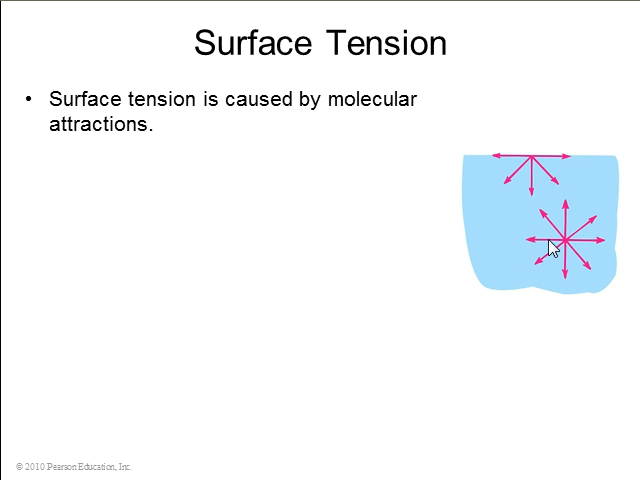 Surface Tension
• Surface tension is caused by molecular
attractions.
© 2010 Pearson Education, Inc.